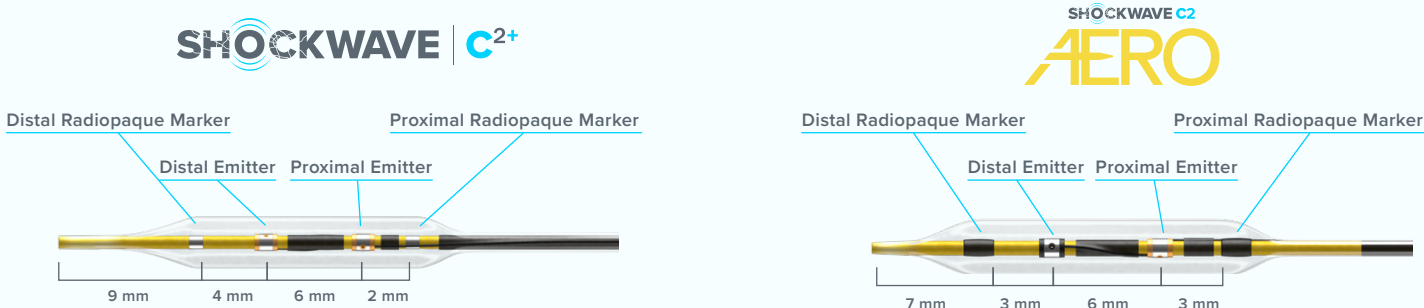 SHOCKWAVE | C2+
Distal Radiopaque Marker
Proximal Radiopaque Marker
Distal Emitter
Proximal Emitter
9 mm
4 mm
6 mm
2 mm
SHOCKWAVE C2
AERO
Distal Radiopaque Marker
Proximal Radiopaque Marker
Distal Emitter
Proximal Emitter
7 mm
3 mm
6 mm
3 mm